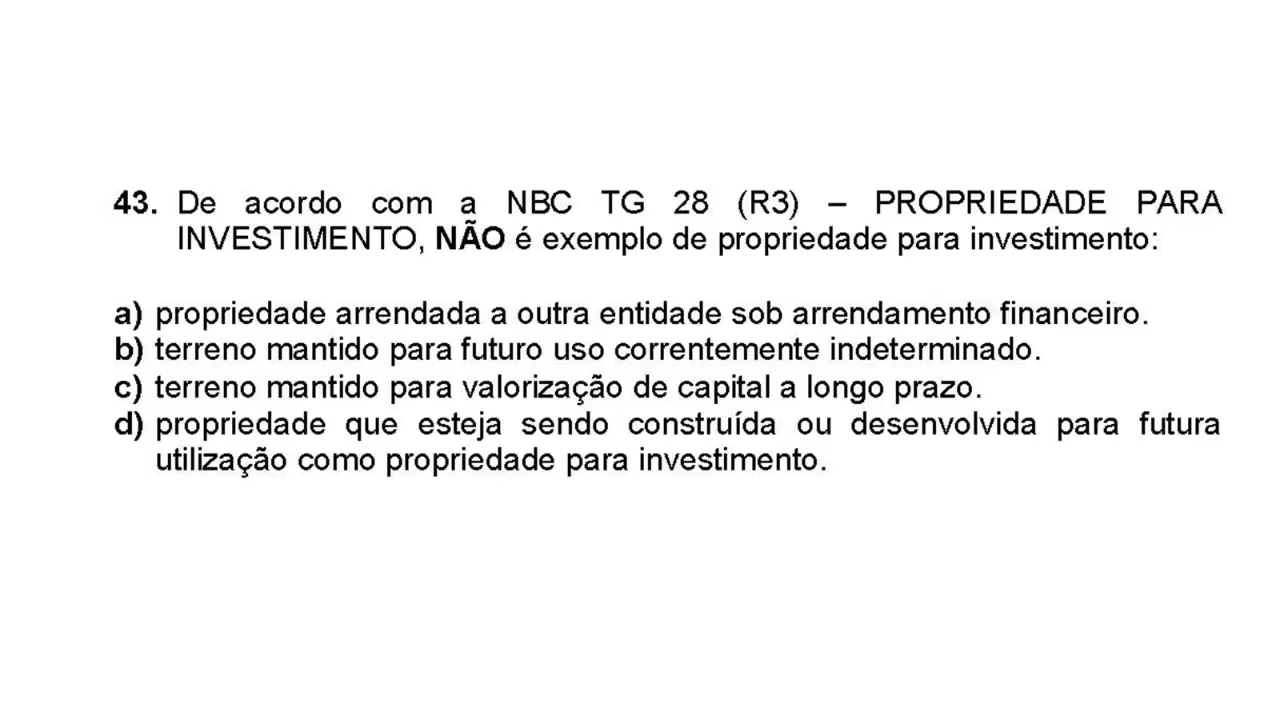 43. De acordo com a NBC TG 28 (R3) – PROPRIEDADE PARA
INVESTIMENTO, NÃO é exemplo de propriedade para investimento:
a) propriedade arrendada a outra entidade sob arrendamento financeiro.
b) terreno mantido para futuro uso correntemente indeterminado.
c) terreno mantido para valorização de capital a longo prazo.
d) propriedade que esteja sendo construída ou desenvolvida para futura
utilização como propriedade para investimento.